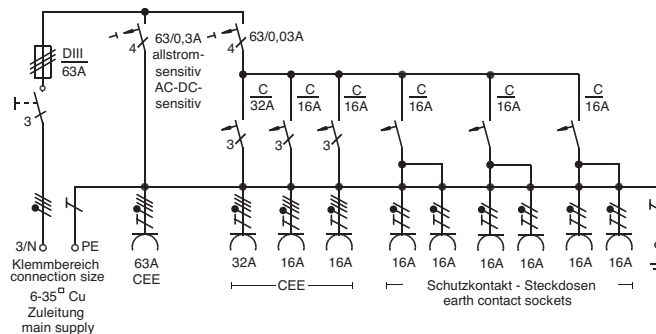 DIII
63A
3
3/N
PE
Klemmbereich
connection size
6-35□ Cu
Zuleitung
main supply
4
63/0,3A
allstrom-
sensitiv
AC-DC-
sensitiv
63A
CEE
4
63/0,03A
C
32A
C
16A
C
16A
C
16A
C
16A
C
16A
3
3
3
32A
16A
16A
16A
16A
16A
16A
16A
16A
CEE
Schutzkontakt - Steckdosen
earth contact sockets